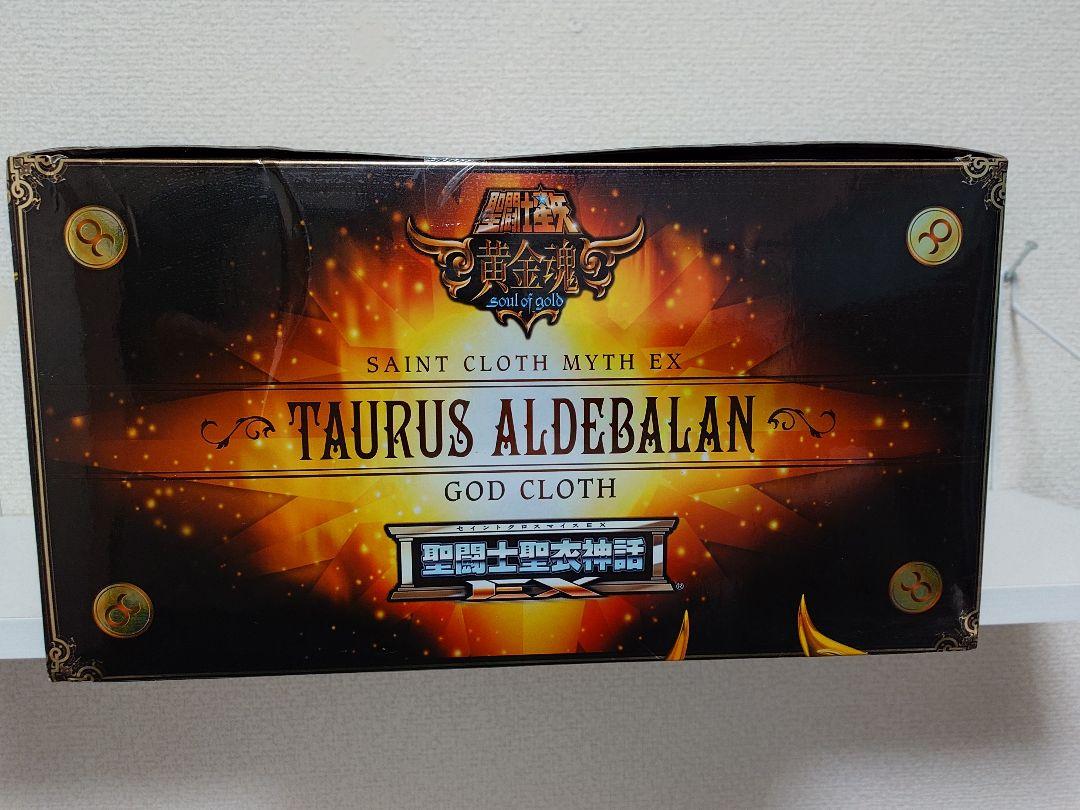 聖闘士星矢
黄金魂
soul of gold
SAINT CLOTH MYTH EX
TAURUS ALDEBALAN
GOD CLOTH
セイントクロスマイスEX
聖闘士聖衣神話
EX